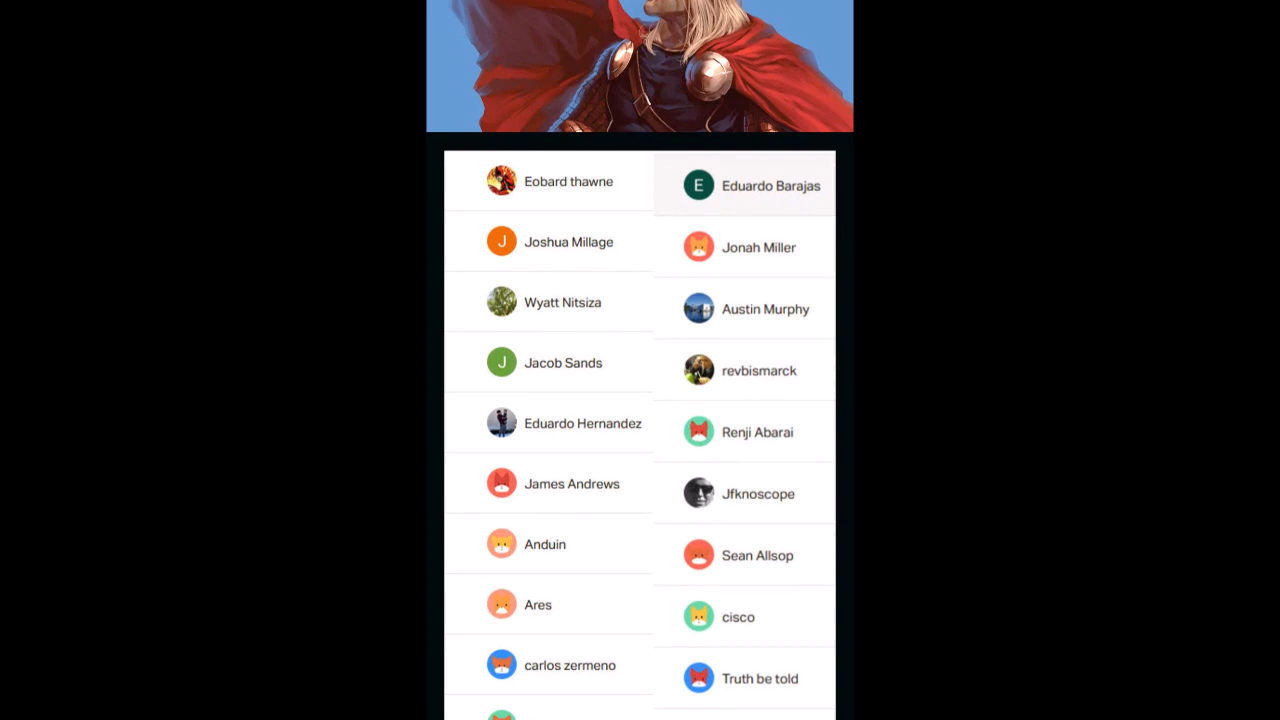 Eobard thawne
Joshua Millage
Wyatt Nitsiza
J Jacob Sands
Eduardo Hernandez
James Andrews
Anduin
Ares
carlos zermeno
E Eduardo Barajas
Jonah Miller
Austin Murphy
revbismarck
Renji Abarai
Jfknoscope
Sean Allsop
cisco
Truth be told